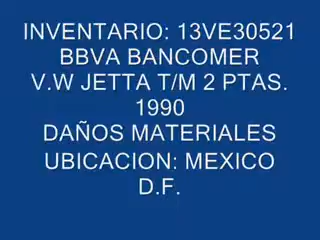 INVENTARIO: 13VE30521
BBVA BANCOMER
V.W JETTA T/M 2 PTAS.
1990
DAÑOS MATERIALES
UBICACION: MEXICO
D.F.